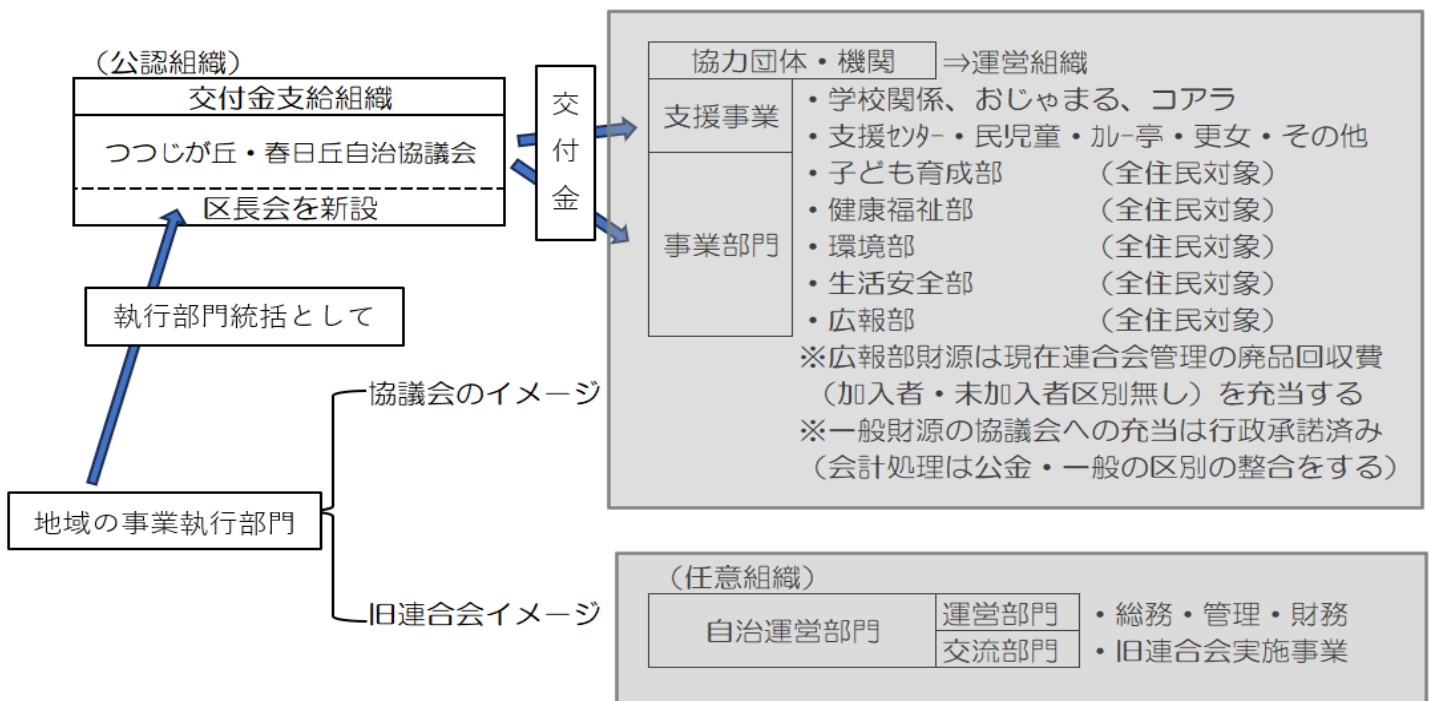 （公認組織）
交付金支給組織
つつじが丘・春日丘自治協議会
区長会を新設
執行部門統括として
地域の事業執行部門
交付金
協力団体・機関 ⇒運営組織
支援事業
・学校関係、おじゃまる、コアラ
・支援ｾﾝﾀｰ・民児童・ｶﾚｰ亭・更女・その他
事業部門
・子ども育成部 （全住民対象）
・健康福祉部 （全住民対象）
・環境部 （全住民対象）
・生活安全部 （全住民対象）
・広報部 （全住民対象）
※広報部財源は現在連合会管理の廃品回収費
（加入者・未加入者区別無し）を充当する
※一般財源の協議会への充当は行政承諾済み
（会計処理は公金・一般の区別の整合をする）
協議会のイメージ
旧連合会イメージ
（任意組織）
自治運営部門
運営部門 ・総務・管理・財務
交流部門 ・旧連合会実施事業